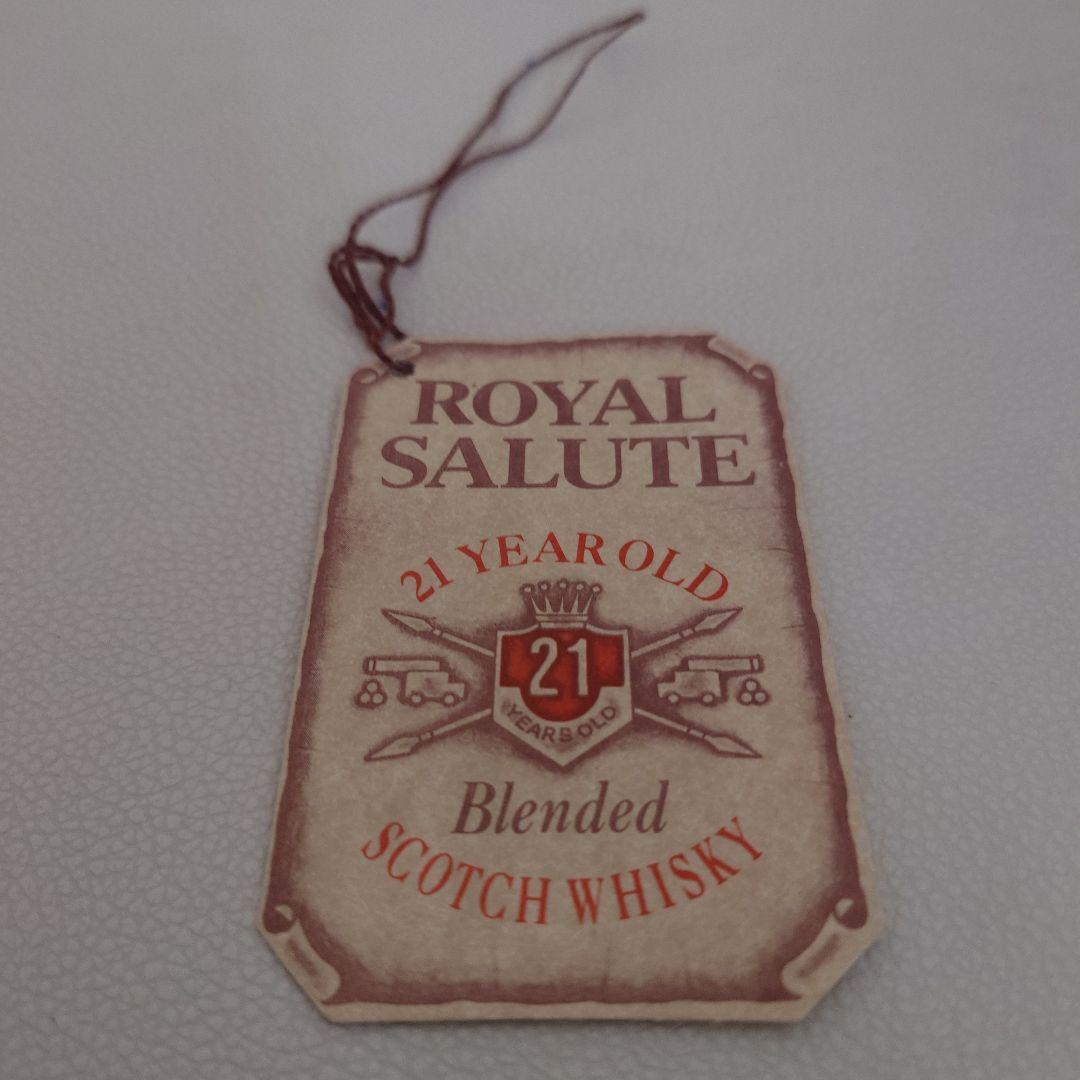 ROYAL
SALUTE
21 YEAR OLD
21
YEARS OLD
Blended
SCOTCH WHISKY